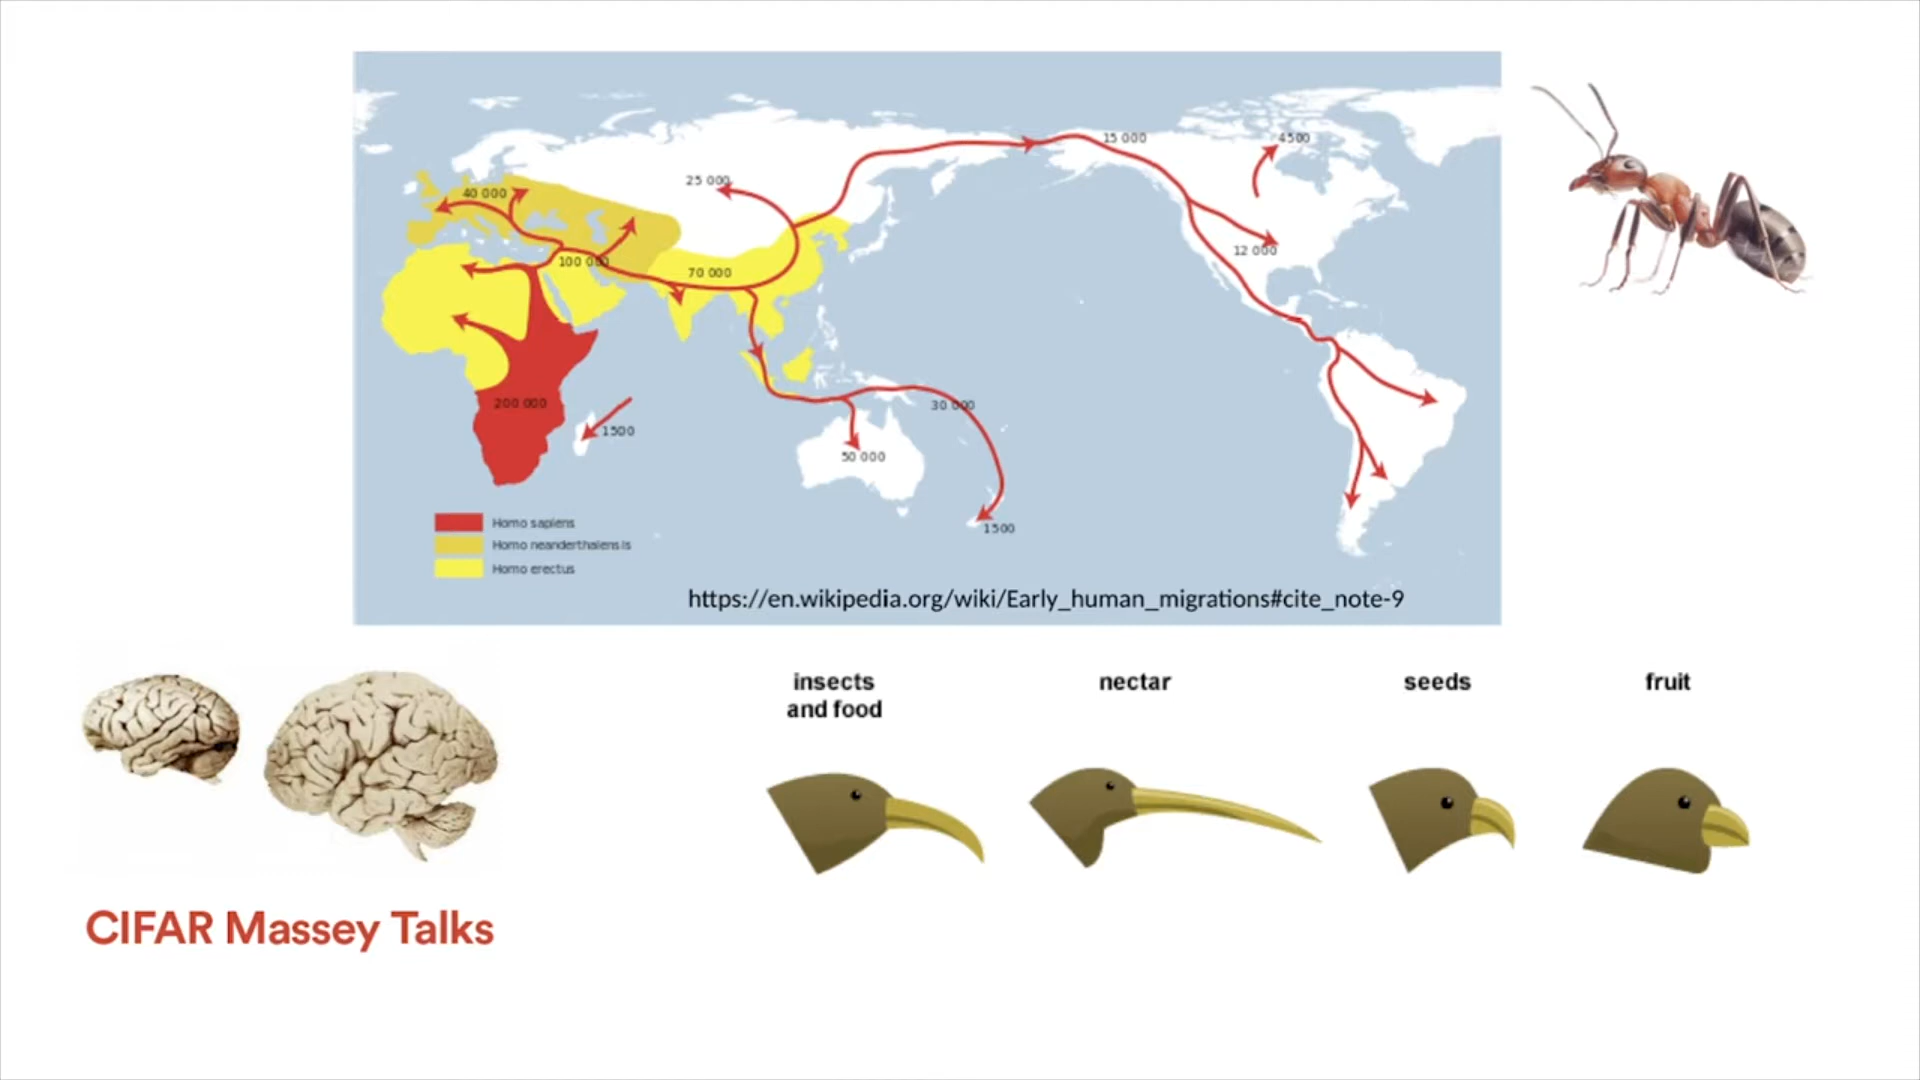 15 000
4500
25 000
40 000
12 000
100 000
70 000
200 000
30 000
1500
50 000
1500
Homo sapiens
Homo neanderthalensis
Homo erectus
https://en.wikipedia.org/wiki/Early_human_migrations#cite_note-9
insects
and food
nectar
seeds
fruit
CIFAR Massey Talks